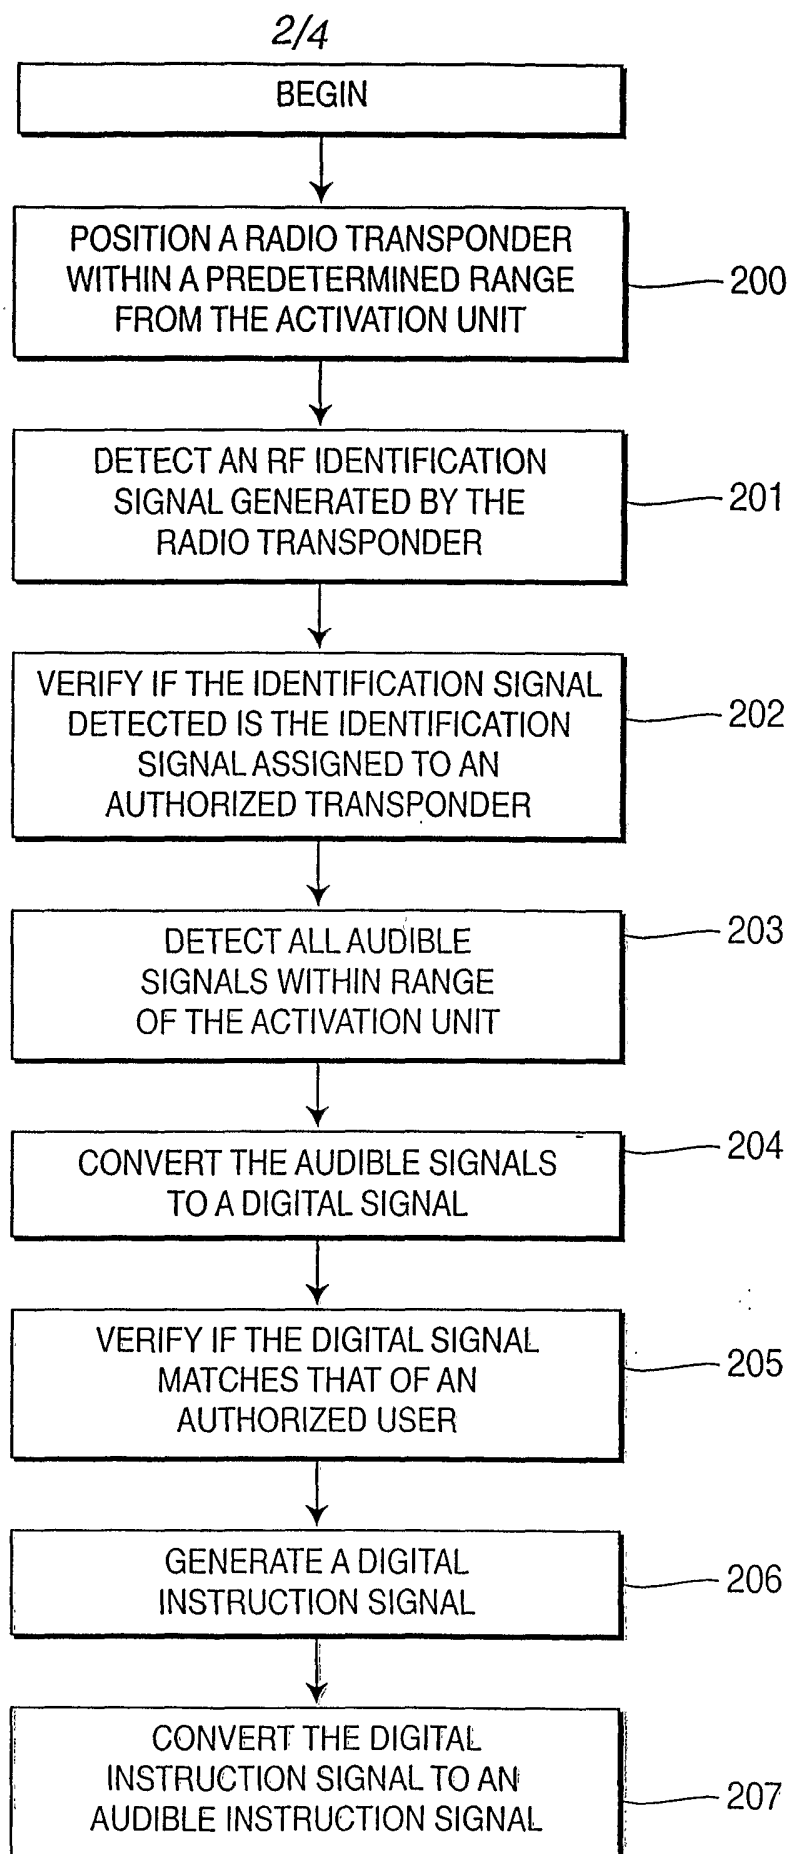 2/4
BEGIN
POSITION A RADIO TRANSPONDER
WITHIN A PREDETERMINED RANGE
FROM THE ACTIVATION UNIT
200
DETECT AN RF IDENTIFICATION
SIGNAL GENERATED BY THE
RADIO TRANSPONDER
201
VERIFY IF THE IDENTIFICATION SIGNAL
DETECTED IS THE IDENTIFICATION
SIGNAL ASSIGNED TO AN
AUTHORIZED TRANSPONDER
202
DETECT ALL AUDIBLE
SIGNALS WITHIN RANGE
OF THE ACTIVATION UNIT
203
CONVERT THE AUDIBLE SIGNALS
TO A DIGITAL SIGNAL
204
VERIFY IF THE DIGITAL SIGNAL
MATCHES THAT OF AN
AUTHORIZED USER
205
GENERATE A DIGITAL
INSTRUCTION SIGNAL
206
CONVERT THE DIGITAL
INSTRUCTION SIGNAL TO AN
AUDIBLE INSTRUCTION SIGNAL
207